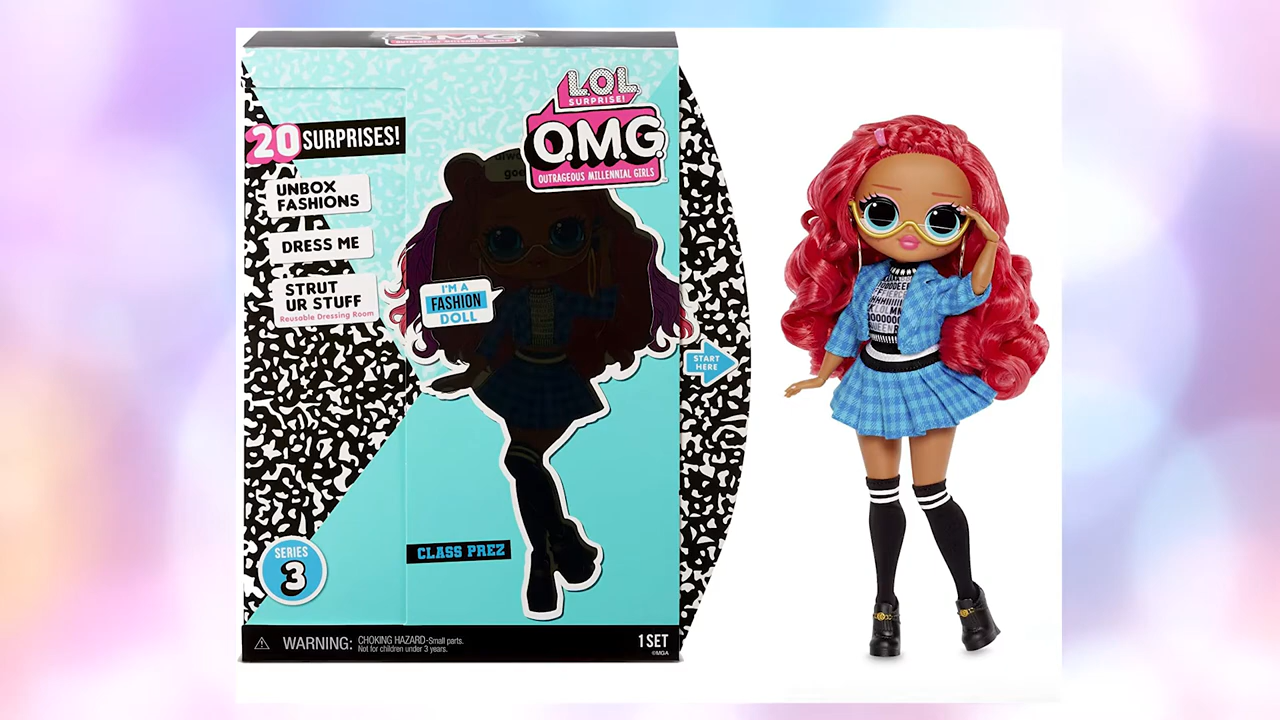 O.M.G.
L.O.L
SURPRISE!
O.M.G.
OUTRAGEOUS MILLENNIAL GIRLS
20 SURPRISES!
UNBOX
FASHIONS
DRESS ME
STRUT
UR STUFF
Reusable Dressing Room
I'M A
FASHION
DOLL
START
HERE
CLASS PREZ
SERIES
3
WARNING: CHOKING HAZARD-Small parts.
Not for children under 3 years.
1 SET
©MGA
FIERCE